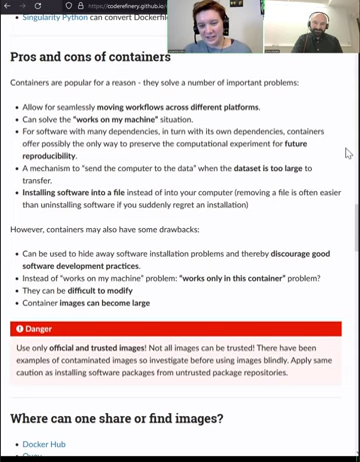 https://coderefinery.github.io/
Singularity Python can convert Dockerfil
Pros and cons of containers
Containers are popular for a reason - they solve a number of important problems:
Allow for seamlessly moving workflows across different platforms.
Can solve the "works on my machine" situation.
For software with many dependencies, in turn with its own dependencies, containers
offer possibly the only way to preserve the computational experiment for future
reproducibility.
A mechanism to "send the computer to the data" when the dataset is too large to
transfer.
Installing software into a file instead of into your computer (removing a file is often easier
than uninstalling software if you suddenly regret an installation)
However, containers may also have some drawbacks:
Can be used to hide away software installation problems and thereby discourage good
software development practices.
Instead of "works on my machine" problem: "works only in this container" problem?
They can be difficult to modify
Container images can become large
Danger
Use only official and trusted images! Not all images can be trusted! There have been
examples of contaminated images so investigate before using images blindly. Apply same
caution as installing software packages from untrusted package repositories.
Where can one share or find images?
Docker Hub